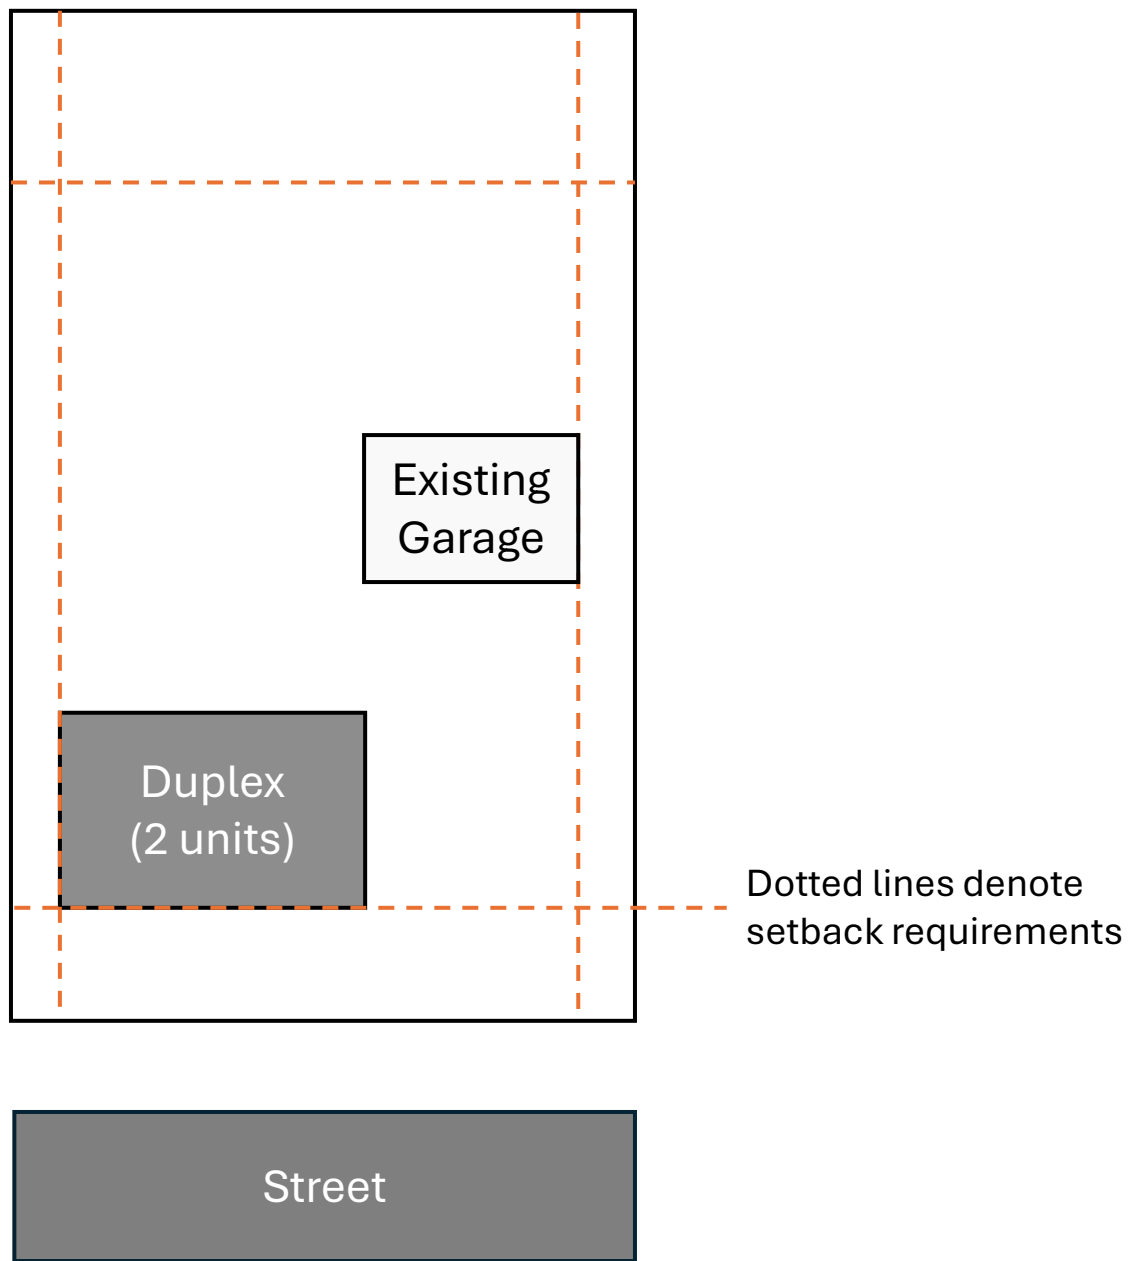 Existing
Garage
Duplex
(2 units)
Dotted lines denote
setback requirements
Street